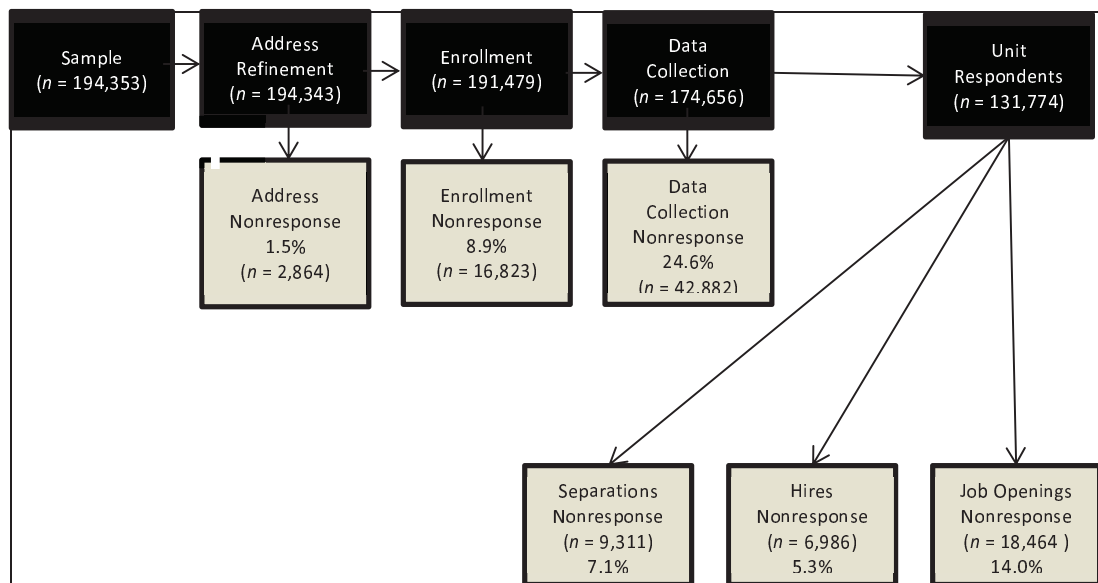 Sample
(n = 194,353)
Address
Refinement
(n = 194,343)
Enrollment
(n = 191,479)
Data
Collection
(n = 174,656)
Unit
Respondents
(n = 131,774)
Address
Nonresponse
1.5%
(n = 2,864)
Enrollment
Nonresponse
8.9%
(n = 16,823)
Data
Collection
Nonresponse
24.6%
(n = 42,882)
Separations
Nonresponse
(n = 9,311)
7.1%
Hires
Nonresponse
(n = 6,986)
5.3%
Job Openings
Nonresponse
(n = 18,464 )
14.0%